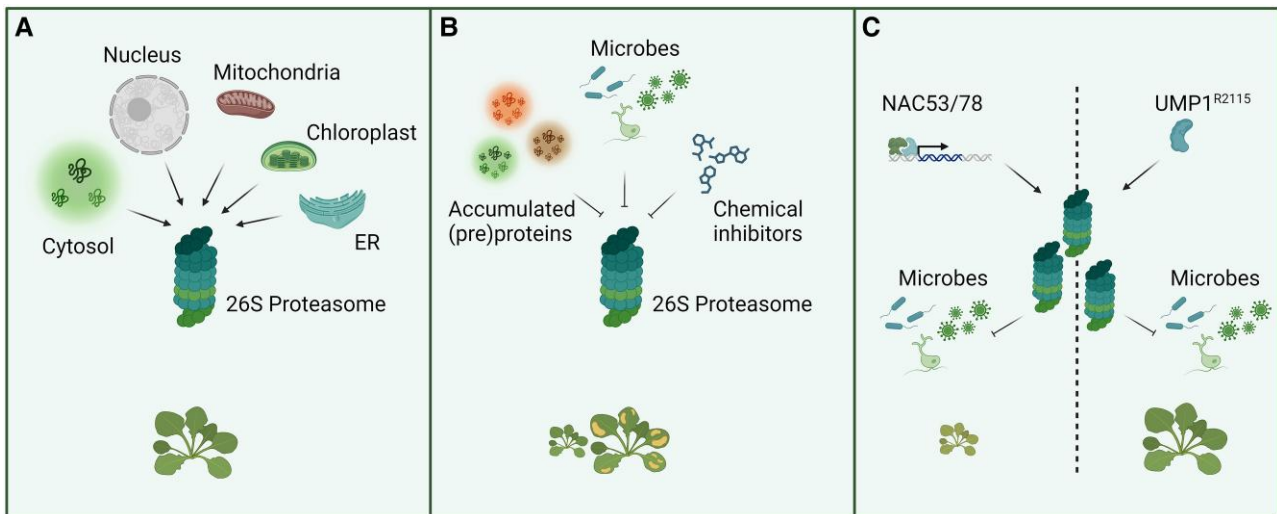 A
Nucleus
Mitochondria
Chloroplast
Cytosol
ER
26S Proteasome
B
Microbes
Accumulated
(pre)proteins
Chemical
inhibitors
26S Proteasome
C
NAC53/78
UMP1R2115
Microbes
Microbes